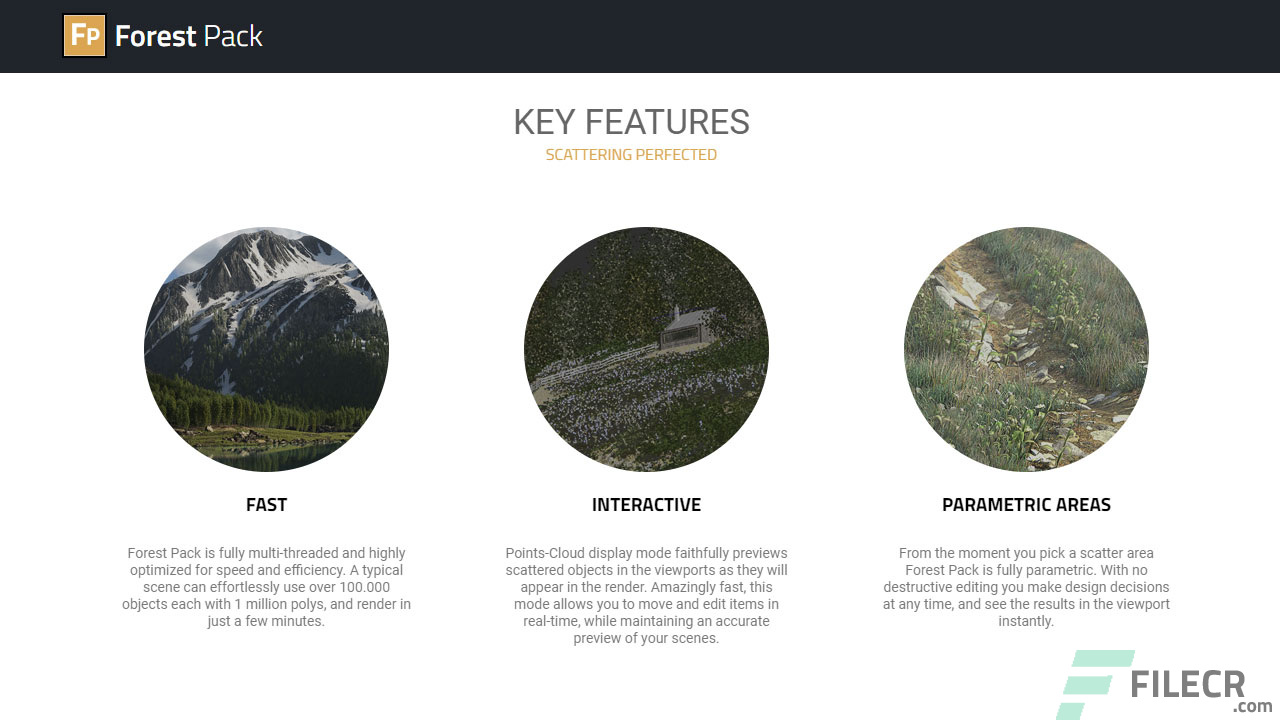 Fp Forest Pack
KEY FEATURES
SCATTERING PERFECTED
FAST
Forest Pack is fully multi-threaded and highly
optimized for speed and efficiency. A typical
scene can effortlessly use over 100.000
objects each with 1 million polys, and render in
just a few minutes.
INTERACTIVE
Points-Cloud display mode faithfully previews
scattered objects in the viewports as they will
appear in the render. Amazingly fast, this
mode allows you to move and edit items in
real-time, while maintaining an accurate
preview of your scenes.
PARAMETRIC AREAS
From the moment you pick a scatter area
Forest Pack is fully parametric. With no
destructive editing you make design decisions
at any time, and see the results in the viewport
instantly.
FILECR
.com